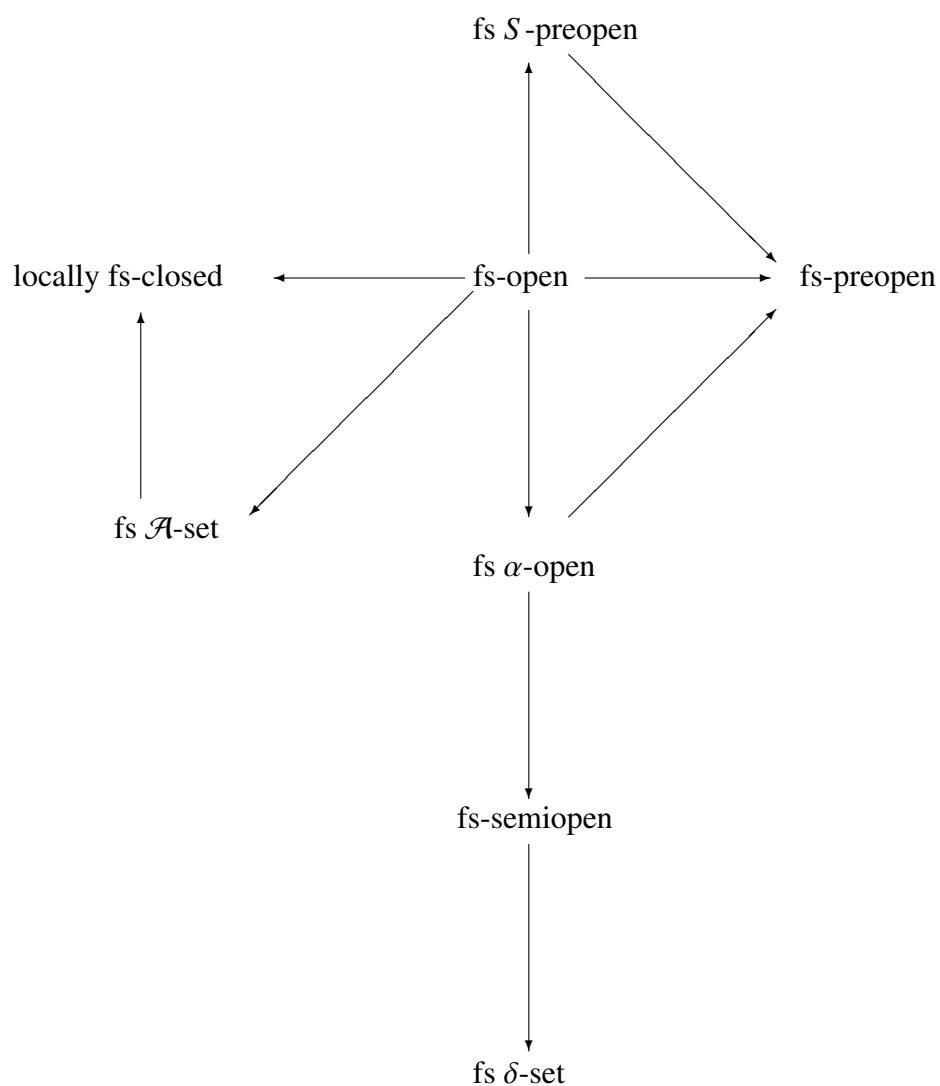 fs S-preopen
locally fs-closed
fs-open
fs-preopen
fs 𝒜-set
fs α-open
fs-semiopen
fs δ-set